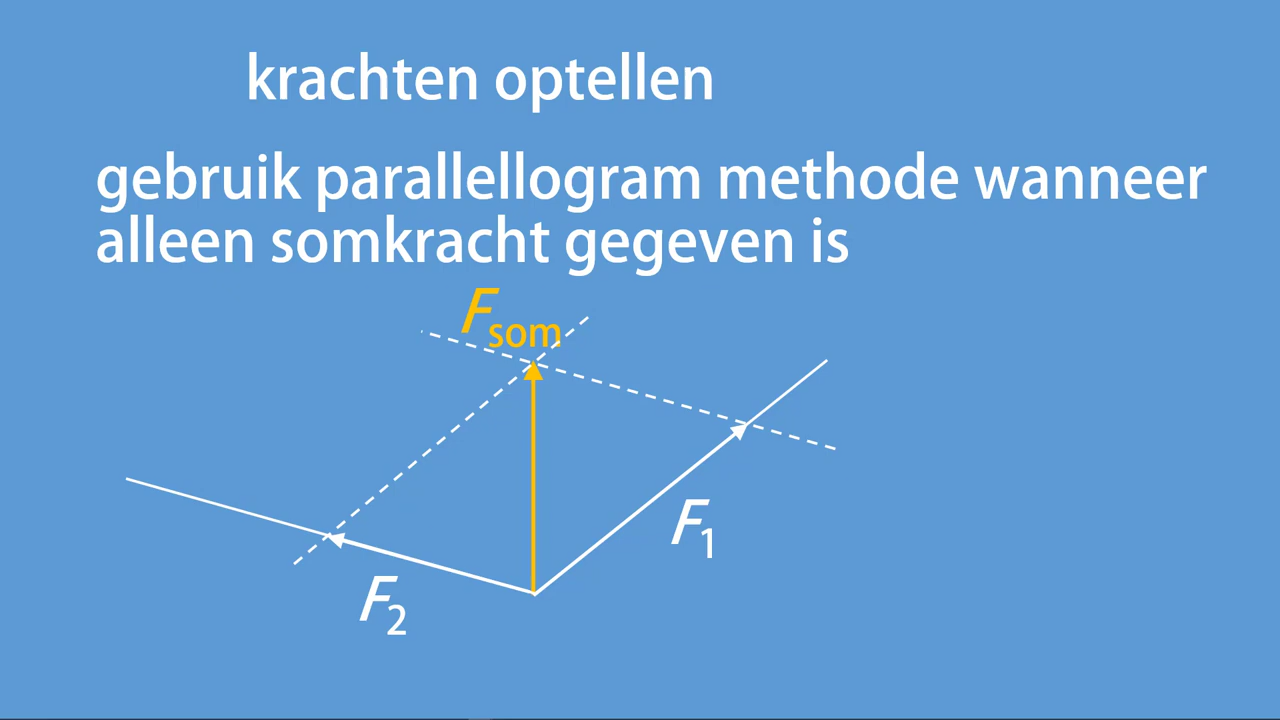 krachten optellen
gebruik parallellogram methode wanneer
alleen somkracht gegeven is
Fsom
F1
F2